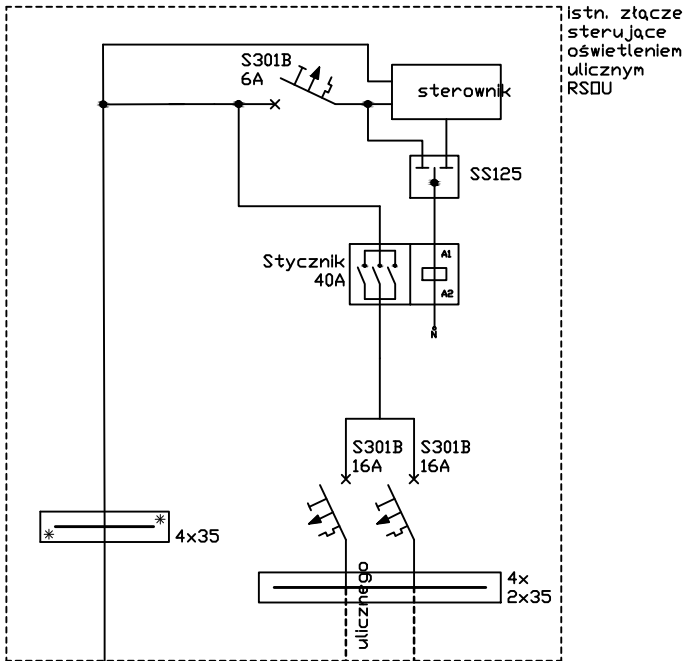 istn. złącze
sterujące
oświetleniem
ulicznym
RSOU
S301B
6A
sterownik
SS125
Stycznik
40A
A1
A2
N
S301B
16A
S301B
16A
4x35
ulicznego
4x
2x35